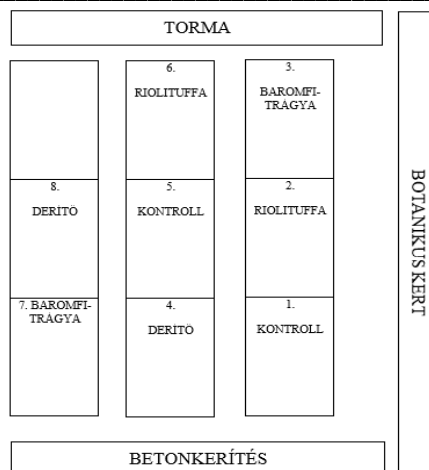 TORMA
6.
RIOLITUFFA
3.
BAROMFI-
TRÁGYA
8.
DERÍTŐ
5.
KONTROLL
2.
RIOLITUFFA
7. BAROMFI-
TRÁGYA
4.
DERÍTŐ
1.
KONTROLL
BETONKERÍTÉS
BOTANIKUS KERT